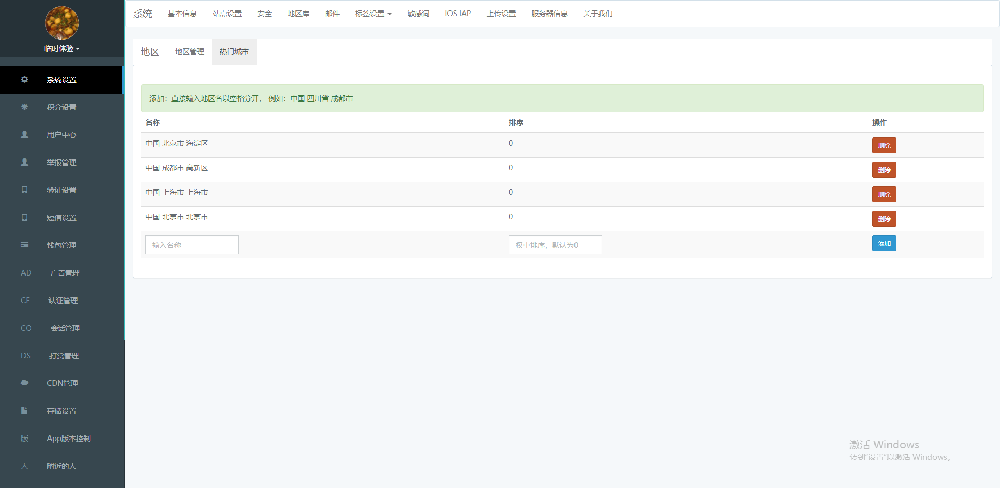 临时体验
系统设置
积分设置
用户中心
举报管理
验证设置
短信设置
钱包管理
AD 广告管理
CE 认证管理
CO 会话管理
DS 打赏管理
CDN管理
存储设置
版 App版本控制
人 附近的人
系统 基本信息 站点设置 安全 地区库 邮件 标签设置 敏感词 IOS IAP 上传设置 服务器信息 关于我们
地区 地区管理 热门城市
添加：直接输入地区名以空格分开， 例如：中国 四川省 成都市
名称 排序 操作
中国 北京市 海淀区 0 删除
中国 成都市 高新区 0 删除
中国 上海市 上海市 0 删除
中国 北京市 北京市 0 删除
输入名称 权重排序，默认为0 添加
激活 Windows
转到"设置"以激活 Windows。